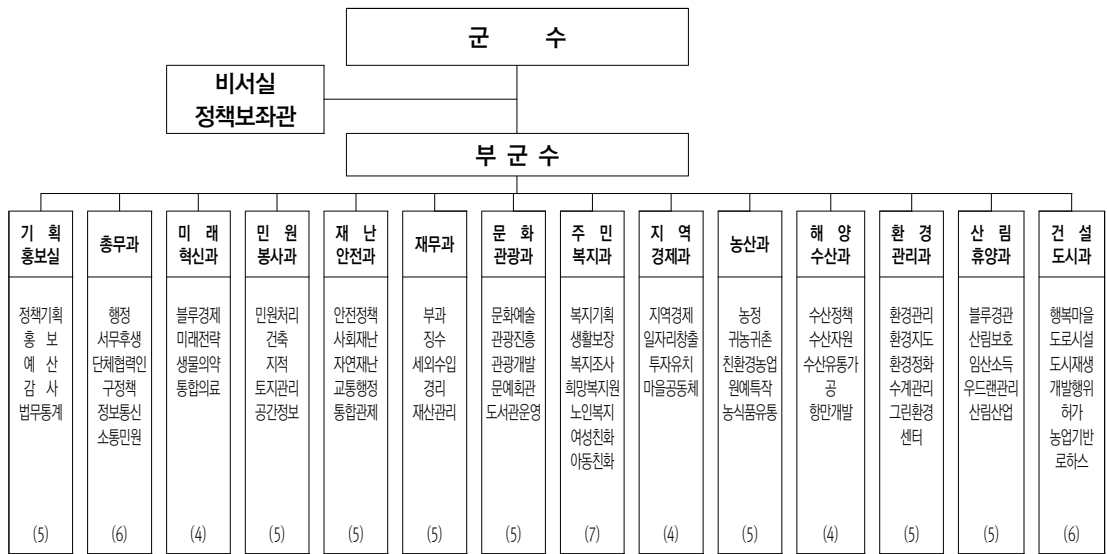 군 수
비서실
정책보좌관
부 군 수
기 획
홍보실
정책기획
홍 보
예 산
감 사
법무통계
(5)
총무과
행정
서무후생
단체협력인
구정책
정보통신
소통민원
(6)
미 래
혁신과
블루경제
미래전략
생물의약
통합의료
(4)
민 원
봉사과
민원처리
건축
지적
토지관리
공간정보
(5)
재 난
안전과
안전정책
사회재난
자연재난
교통행정
통합관제
(5)
재무과
부과
징수
세외수입
경리
재산관리
(5)
문 화
관광과
문화예술
관광진흥
관광개발
문예회관
도서관운영
(5)
주 민
복지과
복지기획
생활보장
복지조사
희망복지원
노인복지
여성친화
아동친화
(7)
지 역
경제과
지역경제
일자리창출
투자유치
마을공동체
(4)
농산과
농정
귀농귀촌
친환경농업
원예특작
농식품유통
(5)
해 양
수산과
수산정책
수산자원
수산유통가
공
항만개발
(4)
환 경
관리과
환경관리
환경지도
환경정화
수계관리
그린환경
센터
(5)
산 림
휴양과
블루경관
산림보호
임산소득
우드랜관리
산림산업
(5)
건 설
도시과
행복마을
도로시설
도시재생
개발행위
허가
농업기반
로하스
(6)